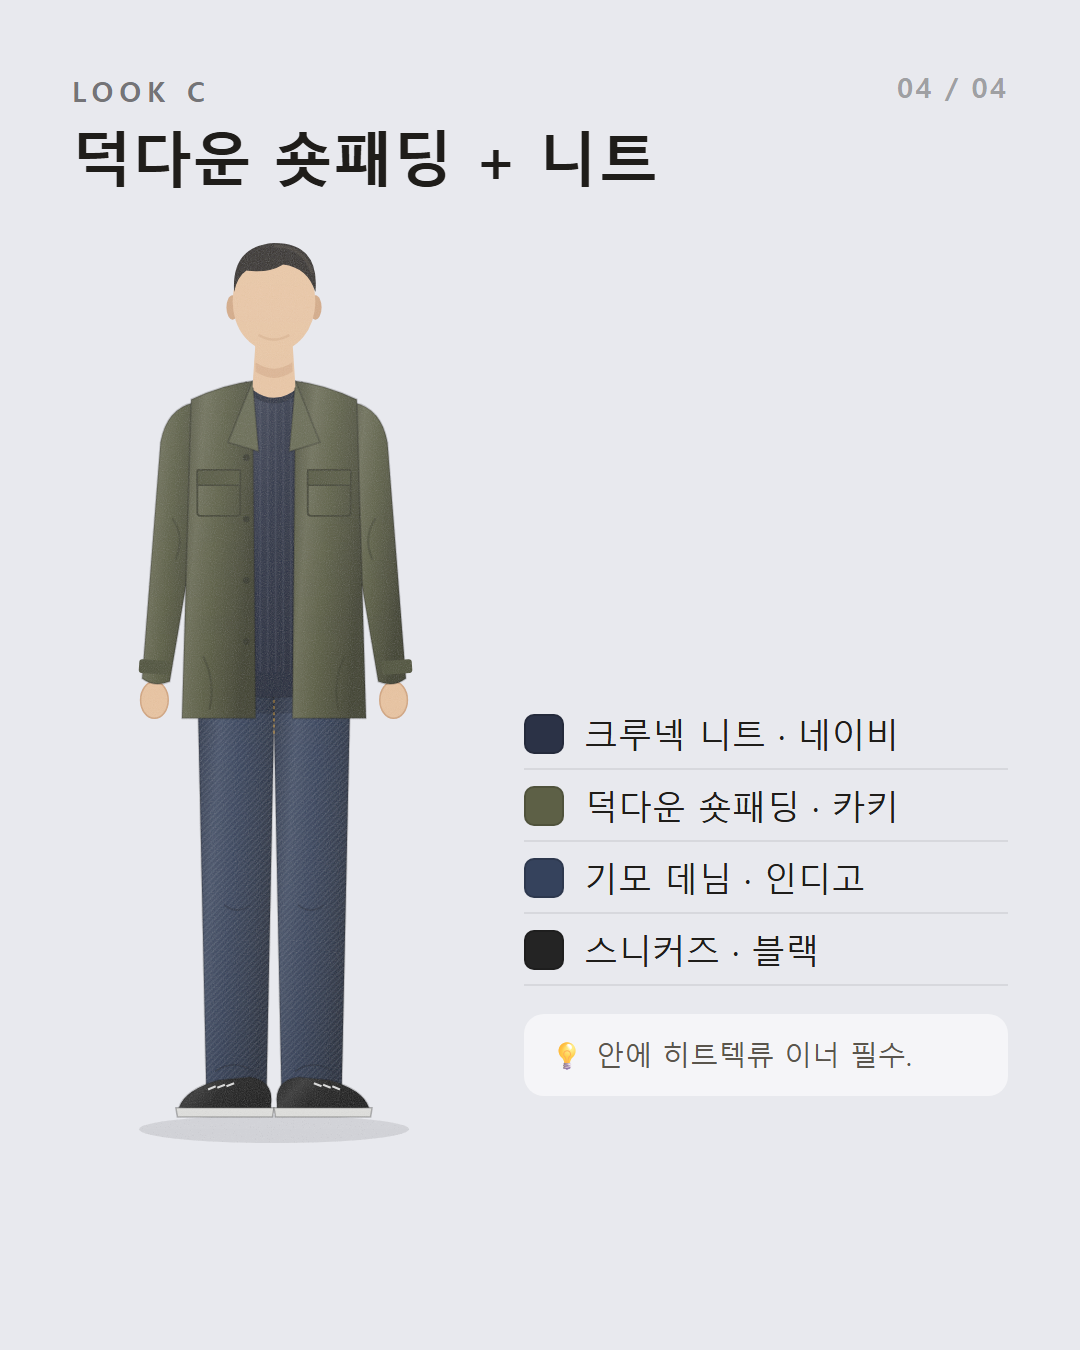 LOOK C
04 / 04
덕다운 숏패딩 + 니트
크루넥 니트 · 네이비
덕다운 숏패딩 · 카키
기모 데님 · 인디고
스니커즈 · 블랙
💡 안에 히트텍류 이너 필수.